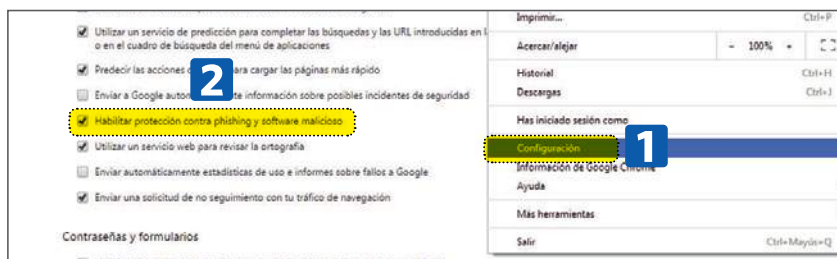 Utilizar un servicio de predicción para completar las búsquedas y las URL introducidas en l
o en el cuadro de búsqueda del menú de aplicaciones
Predecir las acciones ara cargar las páginas más rápido
Enviar a Google auto te información sobre posibles incidentes de seguridad
Habilitar protección contra phishing y software malicioso
Utilizar un servicio web para revisar la ortografía
Enviar automáticamente estadísticas de uso e informes sobre fallos a Google
Enviar una solicitud de no seguimiento con tu tráfico de navegación
Contraseñas y formularios
2
Imprimir... Ctrl+P
Acercar/alejar - 100% +
Historial Ctrl+H
Descargas Ctrl+J
Has iniciado sesión como
Configuración
1
Información de Google Chrome
Ayuda
Más herramientas
Salir Ctrl+Mayús+Q